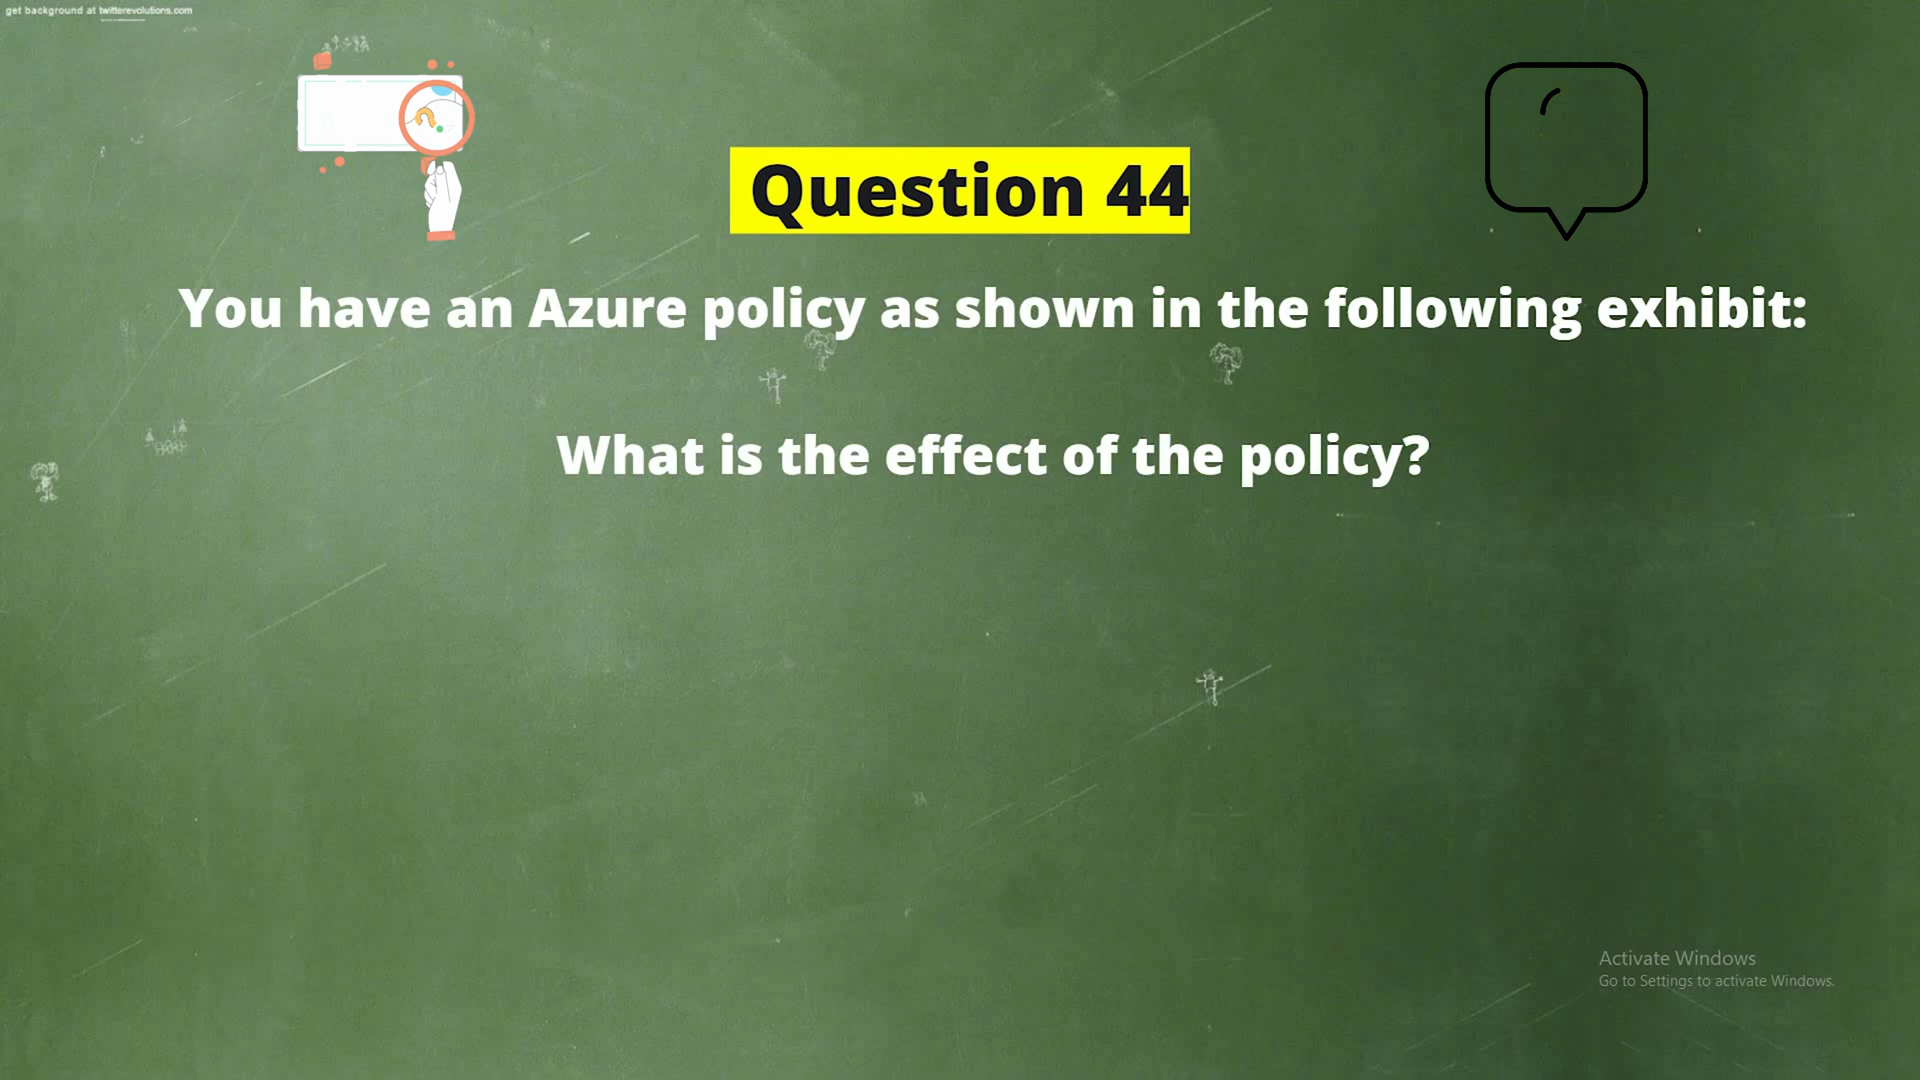 get background at twitterevolutions.com
Question 44
You have an Azure policy as shown in the following exhibit:
What is the effect of the policy?
Activate Windows
Go to Settings to activate Windows.